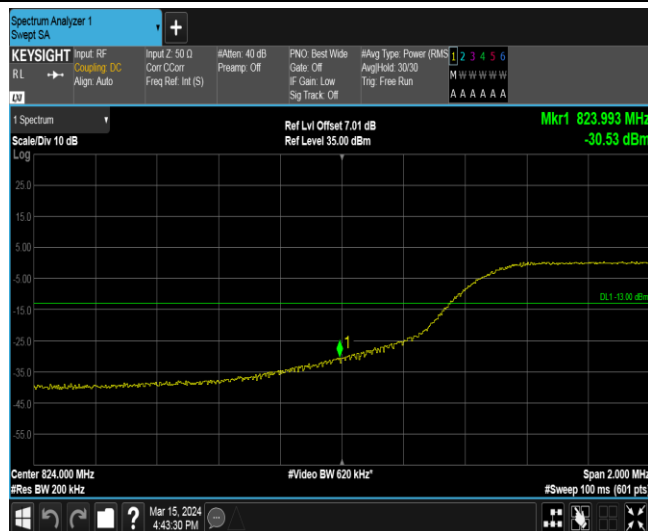 Spectrum Analyzer 1
Swept SA
+
KEYSIGHT
RL
Input: RF
Coupling: DC
Align: Auto
Input Z: 50 Ω
Corr CCorr
Freq Ref: Int (S)
#Atten: 40 dB
Preamp: Off
PNO: Best Wide
Gate: Off
IF Gain: Low
Sig Track: Off
#Avg Type: Power (RMS
Avg|Hold: 30/30
Trig: Free Run
1 2 3 4 5 6
M W W W W W
A A A A A A
1 Spectrum
Scale/Div 10 dB
Log
Ref Lvl Offset 7.01 dB
Ref Level 35.00 dBm
Mkr1 823.993 MHz
-30.53 dBm
25.0
15.0
5.00
-5.00
-15.0
-25.0
-35.0
-45.0
-55.0
DL1 -13.00 dBm
1
Center 824.000 MHz
#Res BW 200 kHz
#Video BW 620 kHz*
Span 2.000 MHz
#Sweep 100 ms (601 pts)
?
Mar 15, 2024
4:43:30 PM